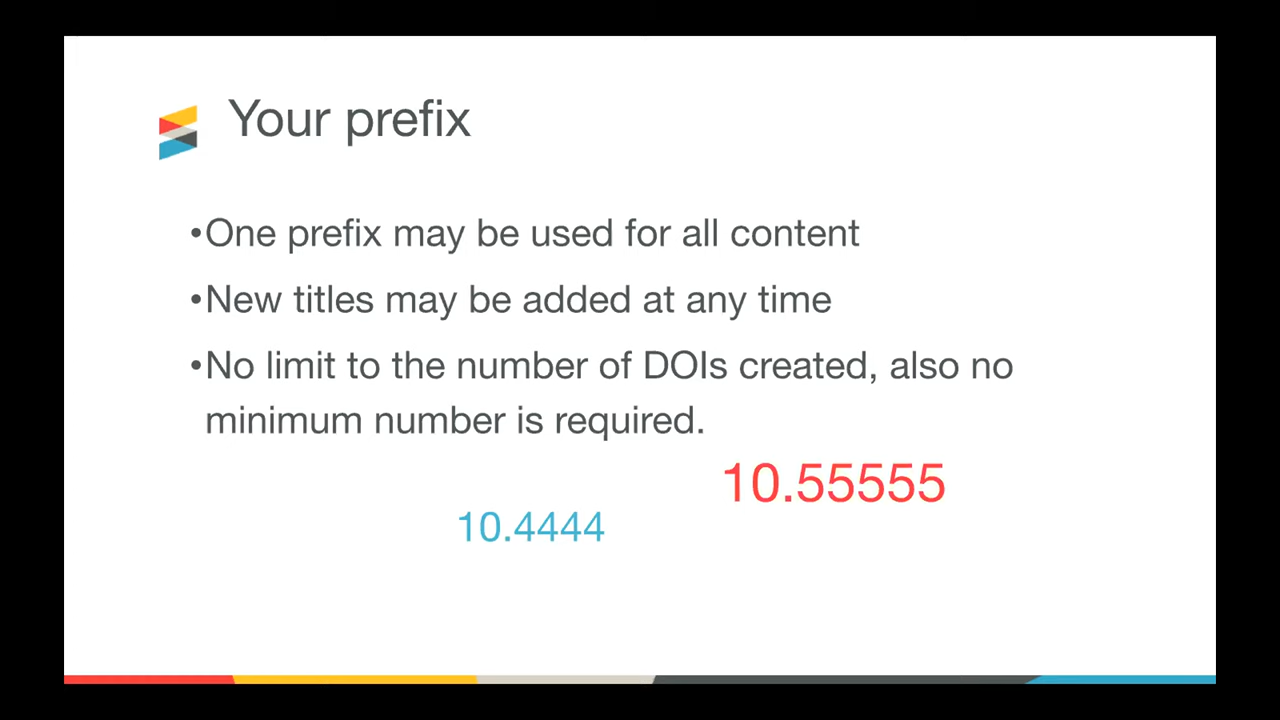 Your prefix
•One prefix may be used for all content
•New titles may be added at any time
•No limit to the number of DOIs created, also no
minimum number is required.
10.55555
10.4444